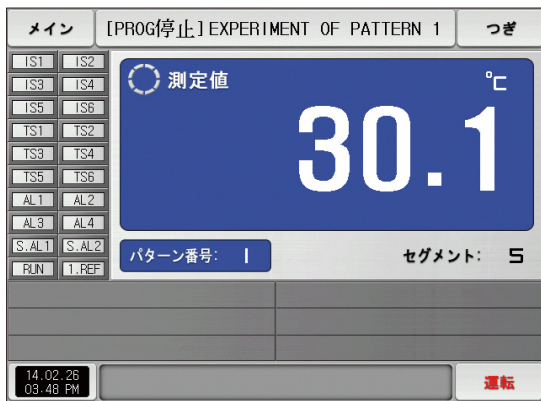 メイン
[PROG停止] EXPERIMENT OF PATTERN 1
つぎ
IS1 IS2
IS3 IS4
IS5 IS6
TS1 TS2
TS3 TS4
TS5 TS6
AL1 AL2
AL3 AL4
S.AL1 S.AL2
RUN 1.REF
測定値
℃
30.1
パターン番号: 1
セグメント: 5
14.02.26
03:48 PM
運転